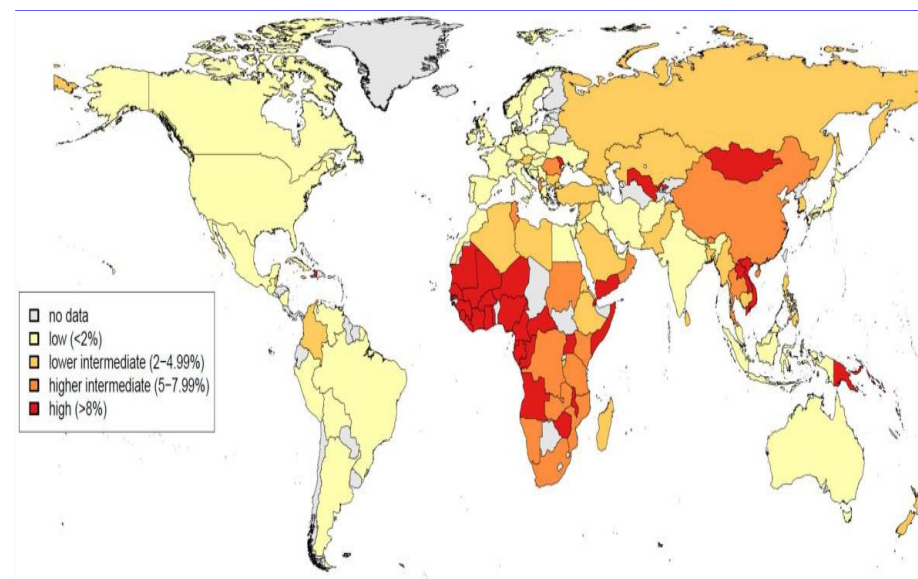 no data
low (<2%)
lower intermediate (2−4.99%)
higher intermediate (5−7.99%)
high (>8%)